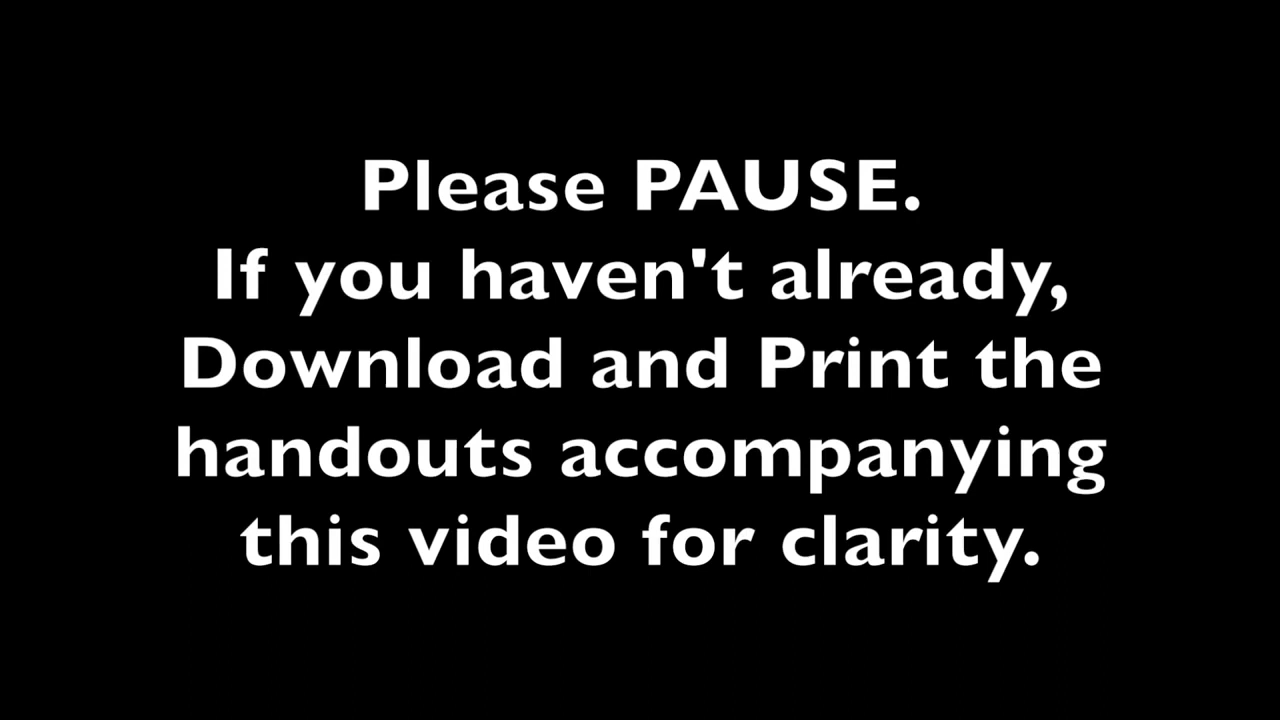 Please PAUSE.
If you haven't already,
Download and Print the
handouts accompanying
this video for clarity.